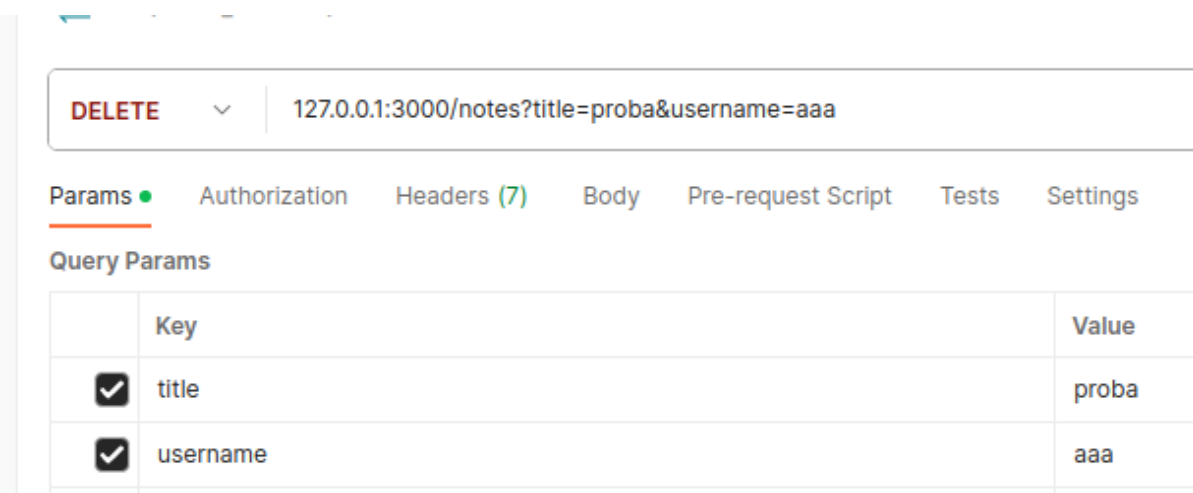 DELETE 127.0.0.1:3000/notes?title=proba&username=aaa
Params Authorization Headers (7) Body Pre-request Script Tests Settings
Query Params
Key Value
title proba
username aaa